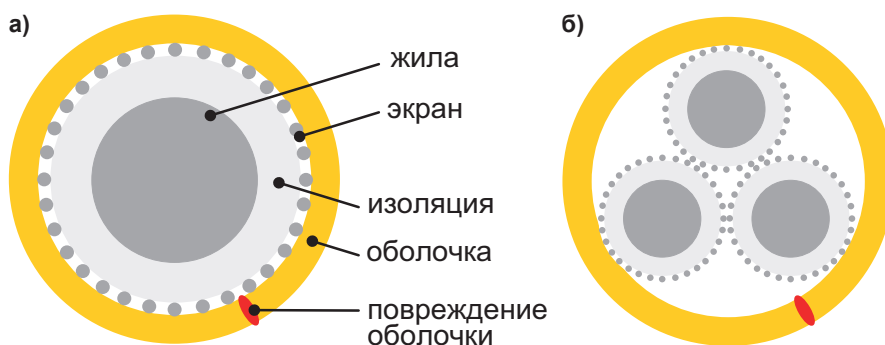 а)
б)
жила
экран
изоляция
оболочка
повреждение
оболочки